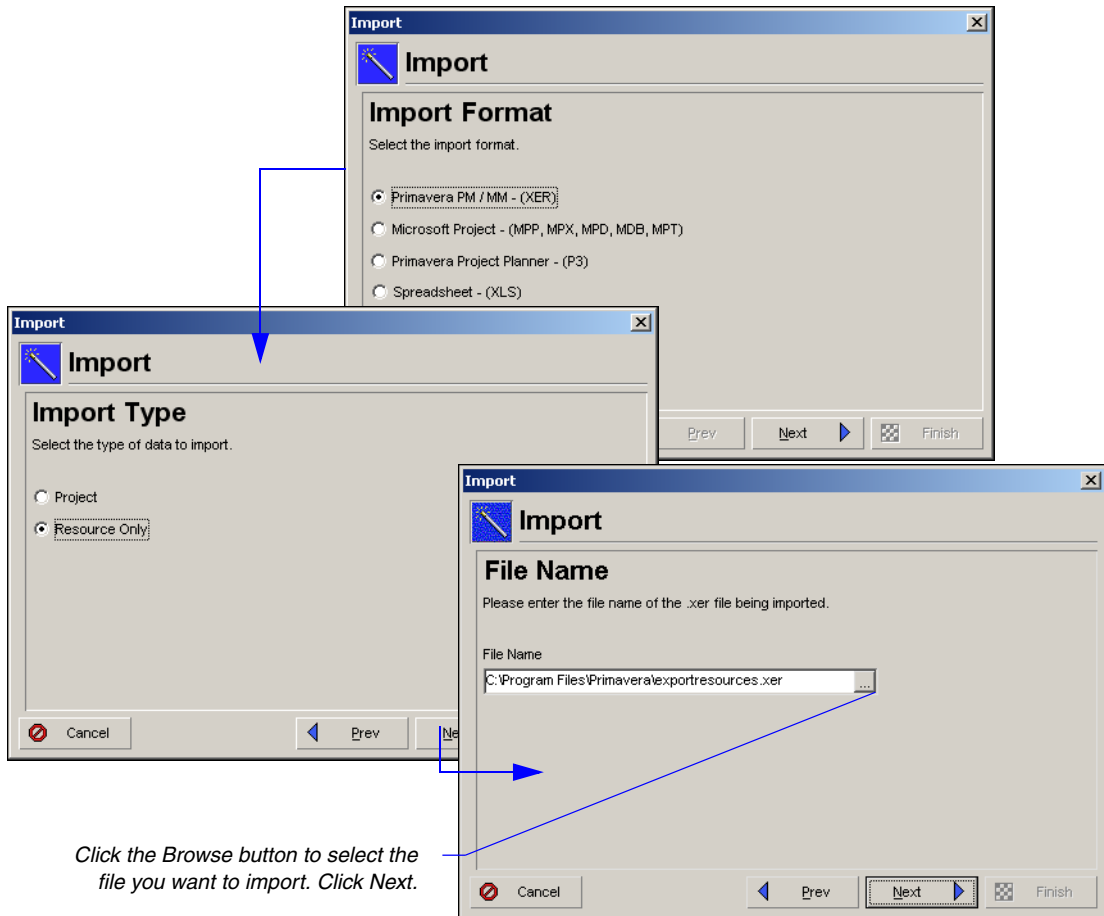 Import
Import
Import Format
Select the import format.
Primavera PM / MM - (XER)
Microsoft Project - (MPP, MPX, MPD, MDB, MPT)
Primavera Project Planner - (P3)
Spreadsheet - (XLS)
Prev
Next
Finish
Import
Import
Import Type
Select the type of data to import.
Project
Resource Only
Cancel
Prev
Ne
Import
Import
File Name
Please enter the file name of the .xer file being imported.
File Name
C:\Program Files\Primavera\exportresources.xer
...
Cancel
Prev
Next
Finish
Click the Browse button to select the
file you want to import. Click Next.